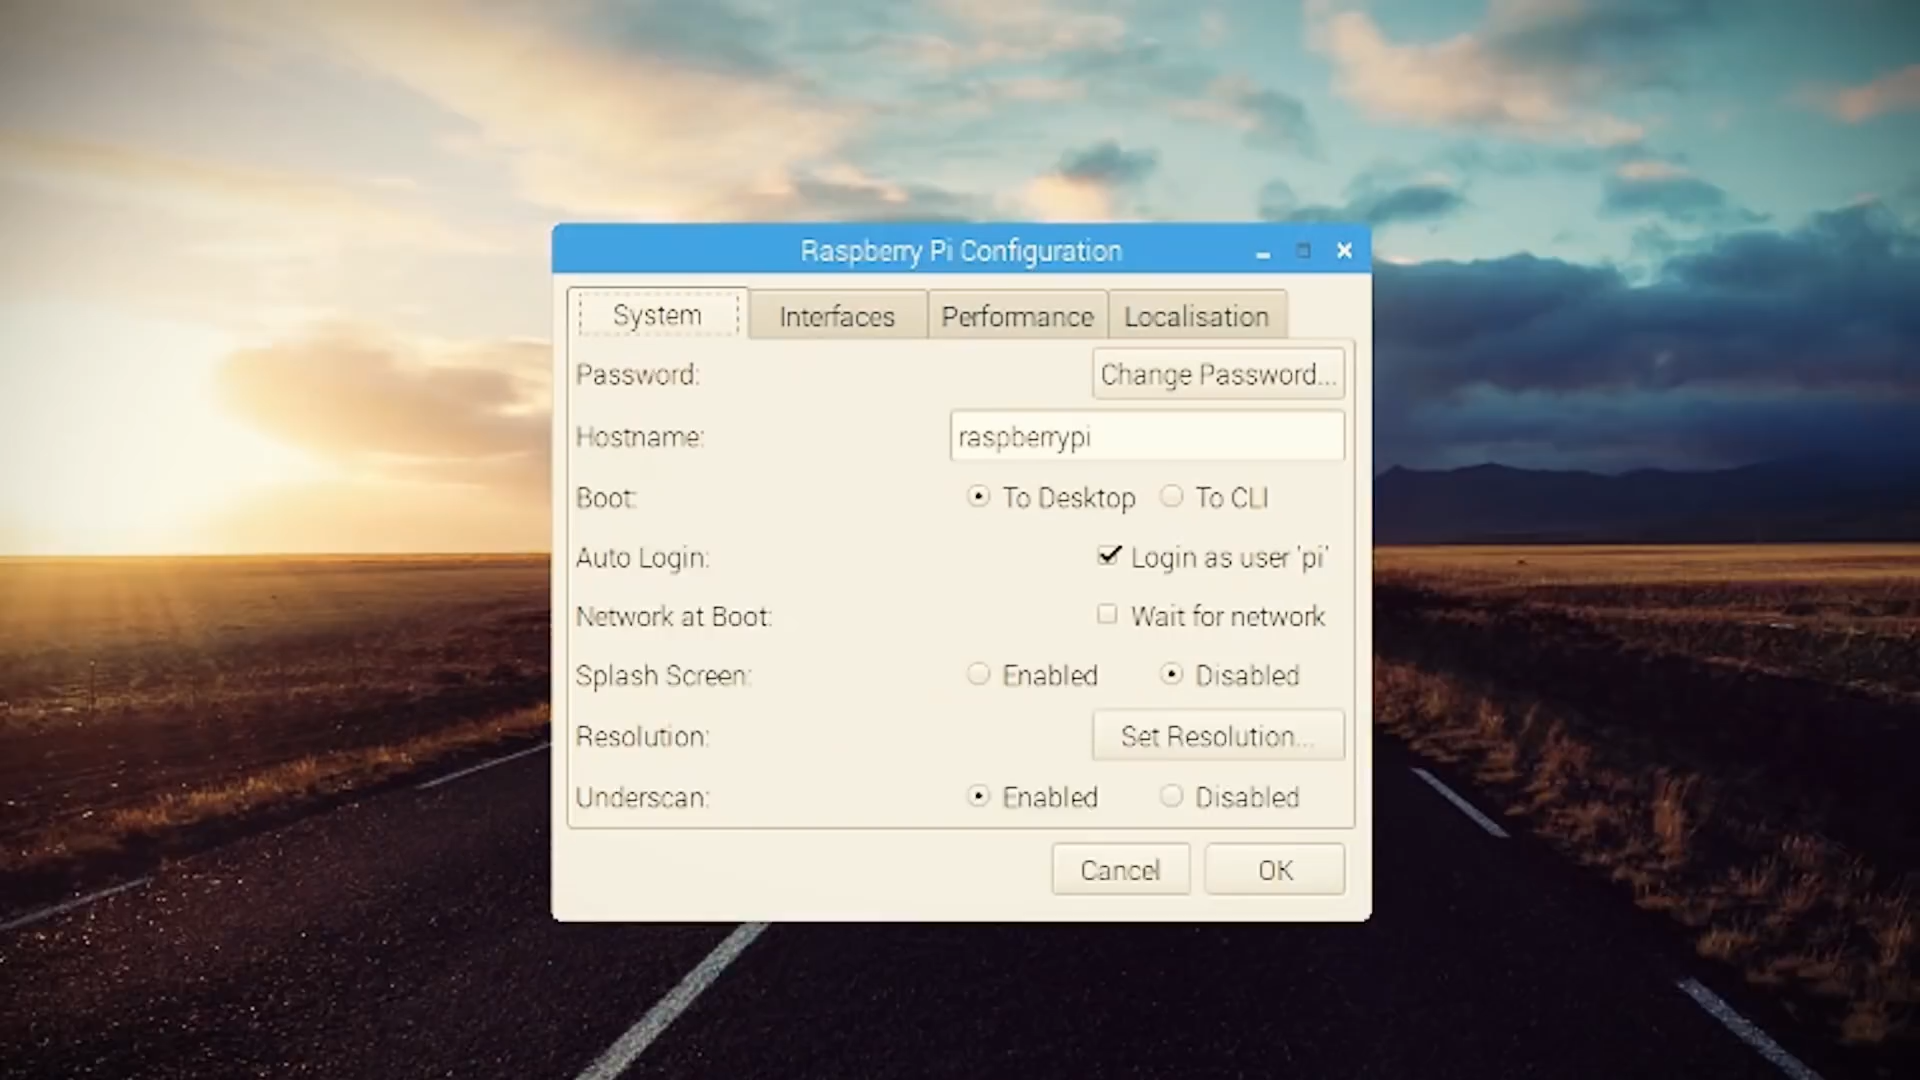 Raspberry Pi Configuration
System Interfaces Performance Localisation
Password: Change Password...
Hostname: raspberrypi
Boot: To Desktop To CLI
Auto Login: Login as user 'pi'
Network at Boot: Wait for network
Splash Screen: Enabled Disabled
Resolution: Set Resolution...
Underscan: Enabled Disabled
Cancel OK